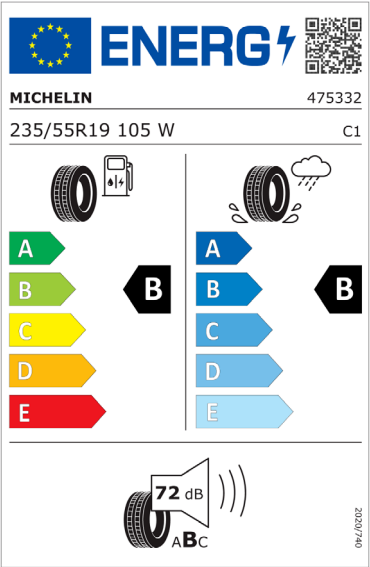 ENERG
MICHELIN 475332
235/55R19 105 W C1
A A
B B B B
C C
D D
E E
72 dB
ABC
2020/740